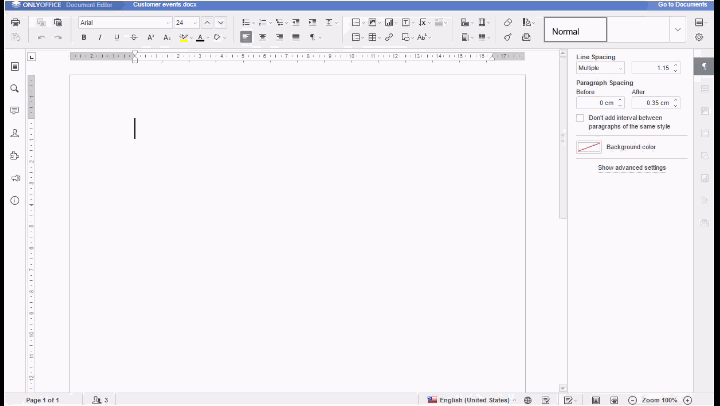 ONLYOFFICE Document Editor
Customer events.docx
Go to Documents
Arial
24
Normal
Line Spacing
Multiple
1.15
Paragraph Spacing
Before
After
0 cm
0.35 cm
Don't add interval between
paragraphs of the same style
Background color
Show advanced settings
Page 1 of 1
3
English (United States)
Zoom 100%